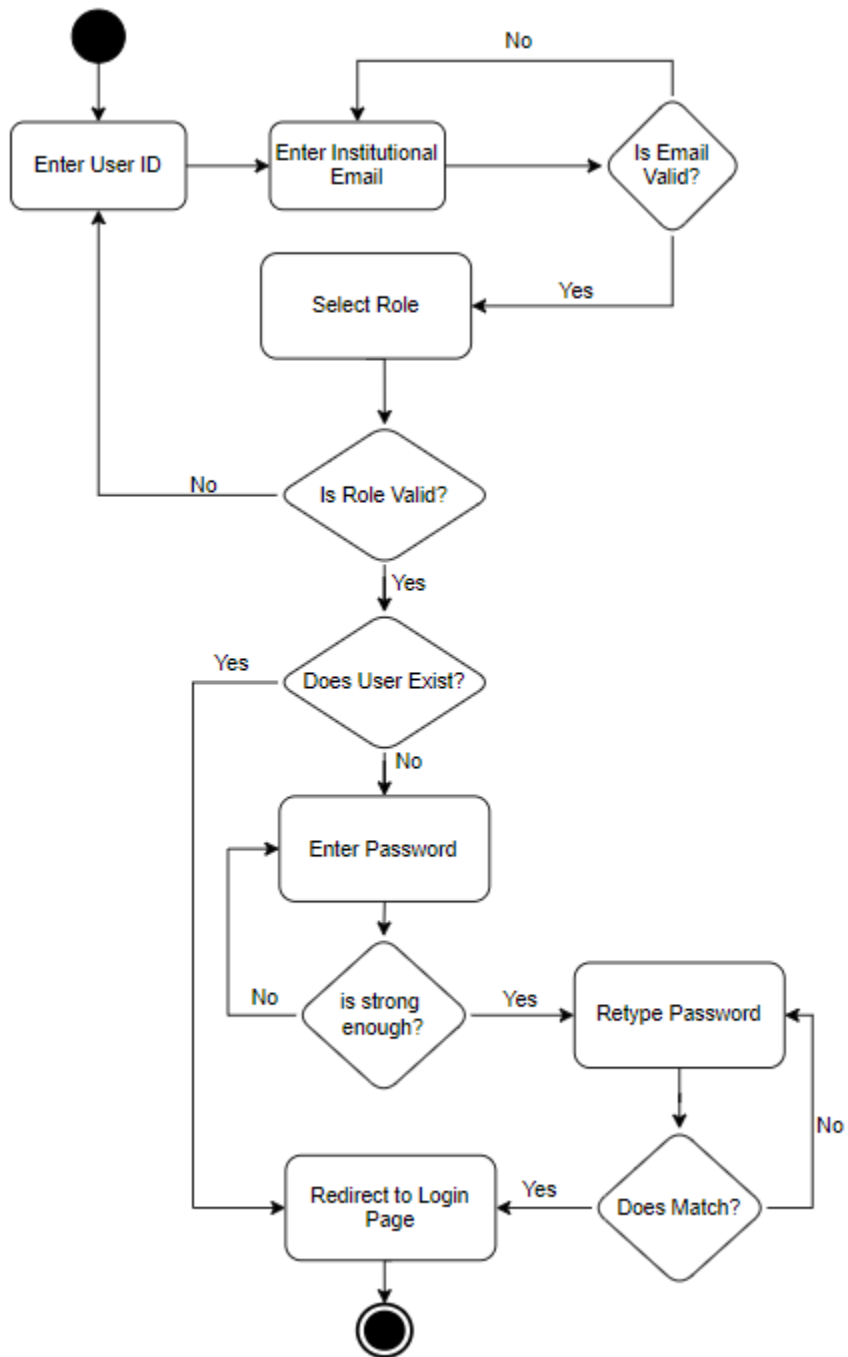 No
Enter User ID
Enter Institutional
Email
Is Email
Valid?
Select Role
Yes
Is Role Valid?
No
Yes
Does User Exist?
Yes
No
Enter Password
is strong
enough?
No
Yes
Retype Password
No
Does Match?
Yes
Redirect to Login
Page